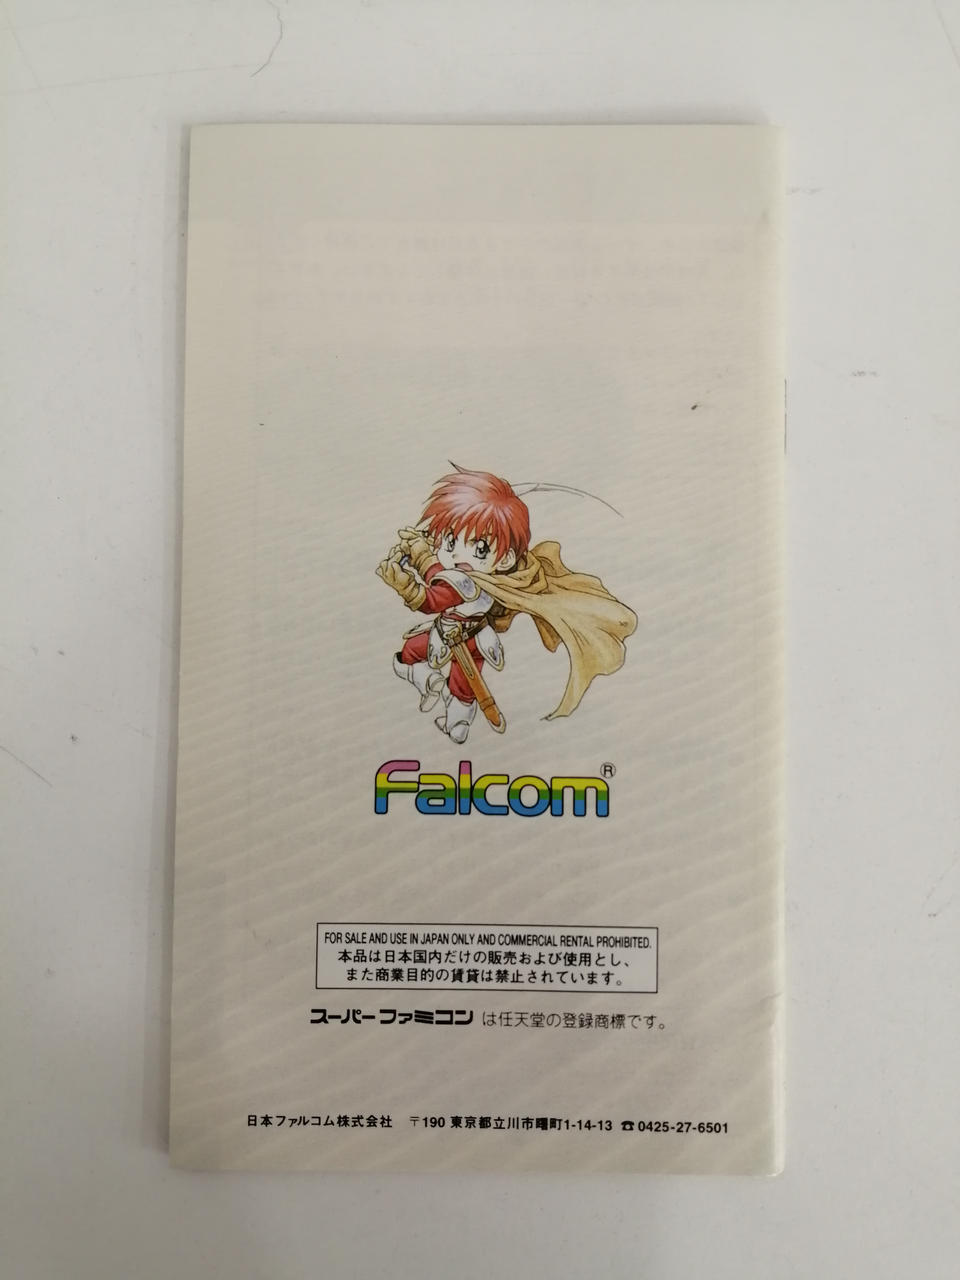 Falcom®
FOR SALE AND USE IN JAPAN ONLY AND COMMERCIAL RENTAL PROHIBITED.
本品は日本国内だけの販売および使用とし、
また商業目的の賃貸は禁止されています。
スーパーファミコン は任天堂の登録商標です。
日本ファルコム株式会社 〒190 東京都立川市曙町1-14-13 ☎0425-27-6501